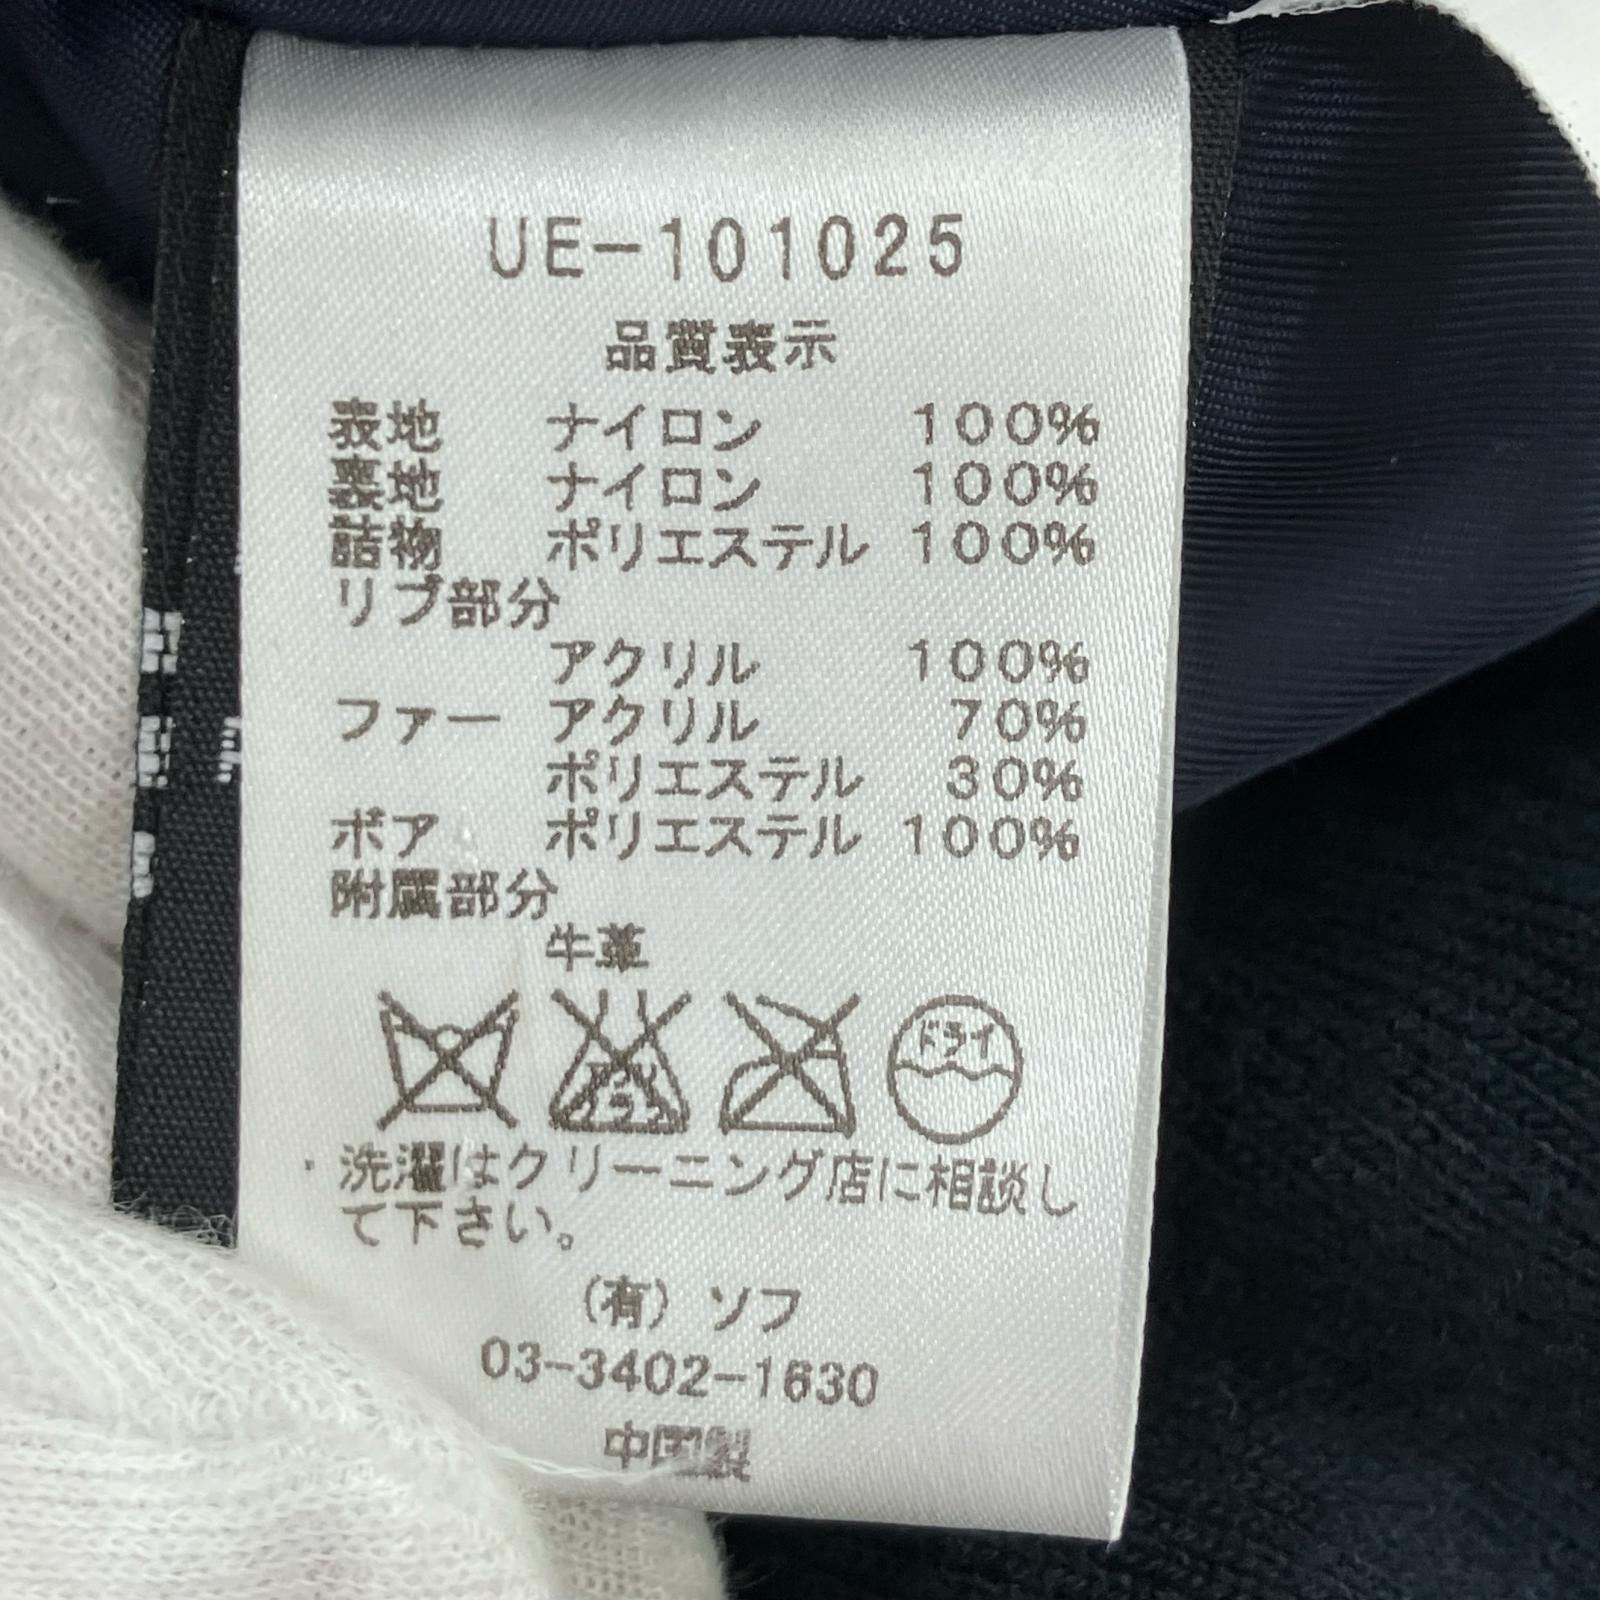 UE-101025
品質表示
表地 ナイロン 100%
裏地 ナイロン 100%
詰物 ポリエステル 100%
リブ部分
アクリル 100%
ファー アクリル 70%
ポリエステル 30%
ボア ポリエステル 100%
附属部分
牛革
ドライ
・洗濯はクリーニング店に相談し
て下さい。
(有) ソフ
03-3402-1630
中国製